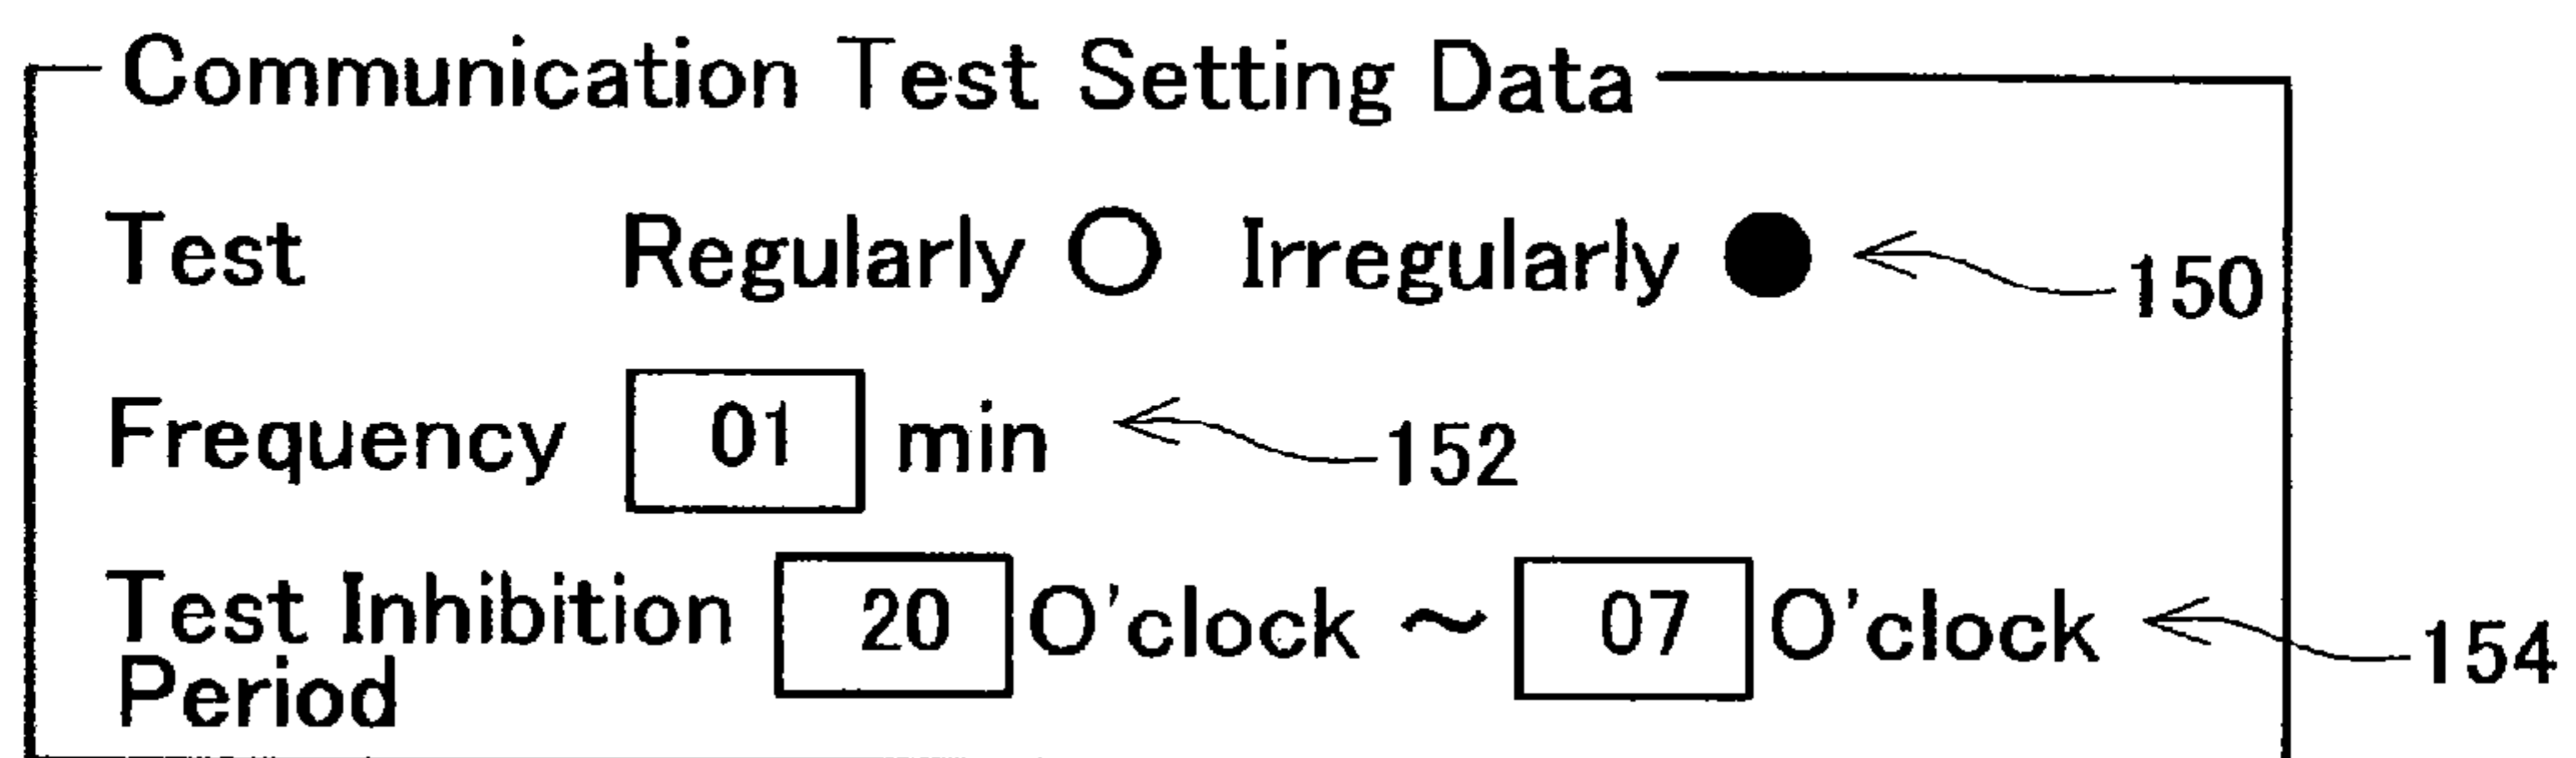 Communication Test Setting Data
Test Regularly Irregularly 150
Frequency 01 min 152
Test Inhibition 20 O'clock ~ 07 O'clock 154
Period